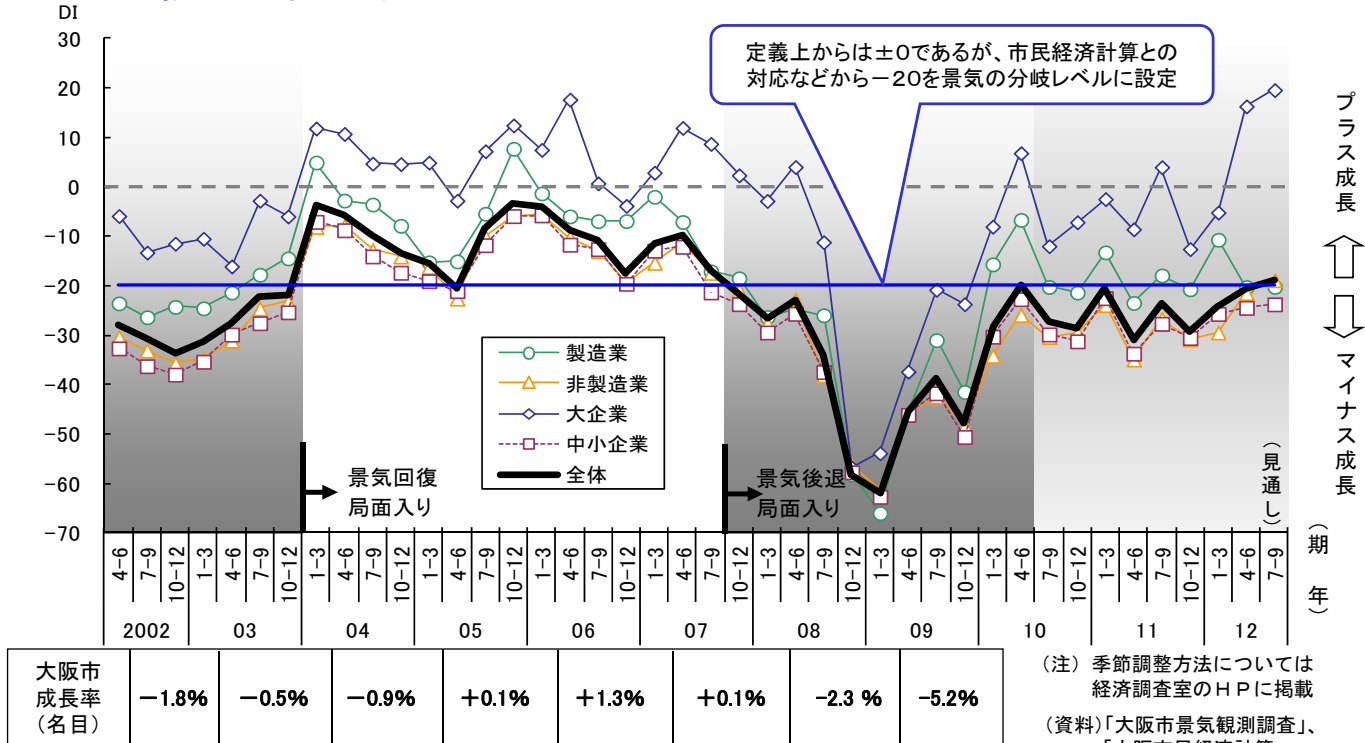 DI
30
20
10
0
−10
−20
−30
−40
−50
−60
−70
定義上からは±0であるが、市民経済計算との
対応などから－20を景気の分岐レベルに設定
製造業
非製造業
大企業
中小企業
全体
景気回復
局面入り
景気後退
局面入り
（見通し）
プラス成長
マイナス成長
4-6 7-9 10-12 1-3 4-6 7-9 10-12 1-3 4-6 7-9 10-12 1-3 4-6 7-9 10-12 1-3 4-6 7-9 10-12 1-3 4-6 7-9 10-12 1-3 4-6 7-9 10-12 1-3 4-6 7-9 10-12 1-3 4-6 7-9 10-12 1-3 4-6 7-9 10-12 1-3 4-6 7-9
（期
2002 03 04 05 06 07 08 09 10 11 12
年）
大阪市
成長率
（名目）
－1.8% －0.5% －0.9% ＋0.1% ＋1.3% ＋0.1% -2.3 % -5.2%
（注） 季節調整方法については
経済調査室のＨＰに掲載
（資料）「大阪市景気観測調査」、